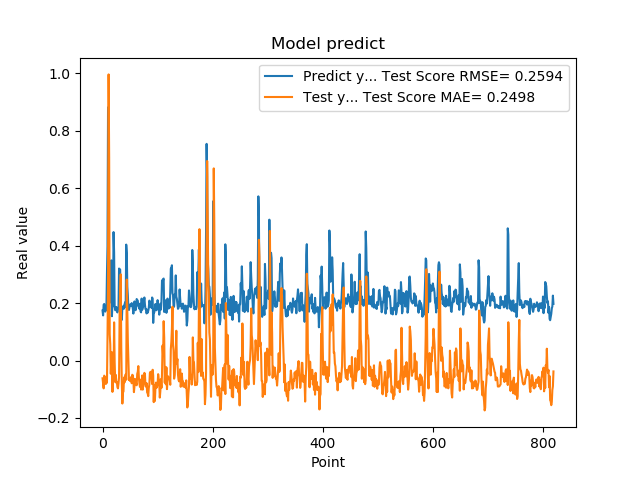 Model predict
Predict y... Test Score RMSE= 0.2594
Test y... Test Score MAE= 0.2498
1.0
0.8
0.6
0.4
0.2
0.0
−0.2
Real value
0 200 400 600 800
Point